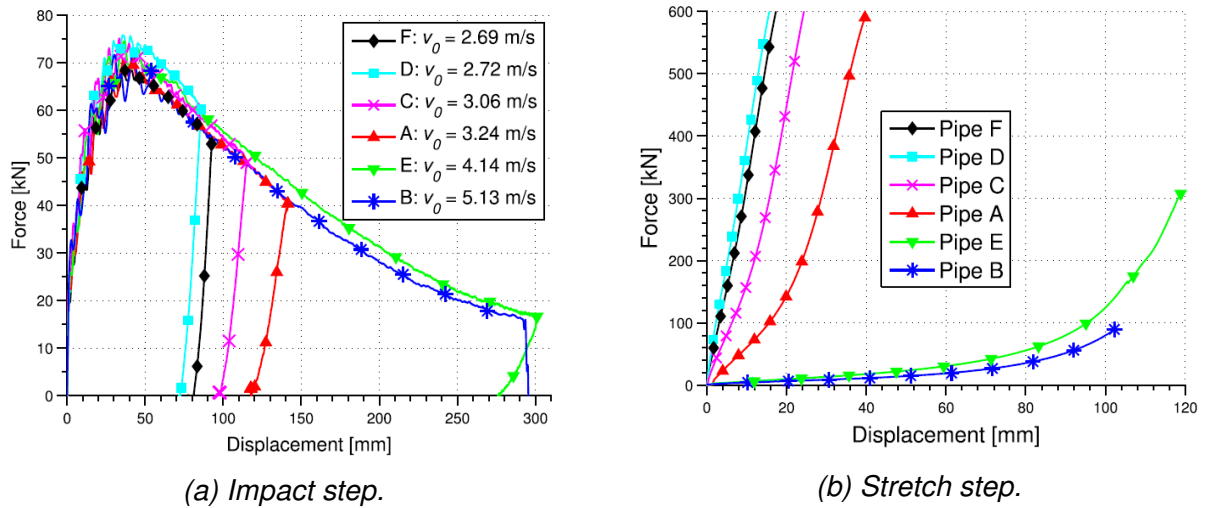 80
70
60
50
40
30
20
10
0
0 50 100 150 200 250 300
Force [kN]
Displacement [mm]
F: v0 = 2.69 m/s
D: v0 = 2.72 m/s
C: v0 = 3.06 m/s
A: v0 = 3.24 m/s
E: v0 = 4.14 m/s
B: v0 = 5.13 m/s
(a) Impact step.
600
500
400
300
200
100
0
0 20 40 60 80 100 120
Force [kN]
Displacement [mm]
Pipe F
Pipe D
Pipe C
Pipe A
Pipe E
Pipe B
(b) Stretch step.